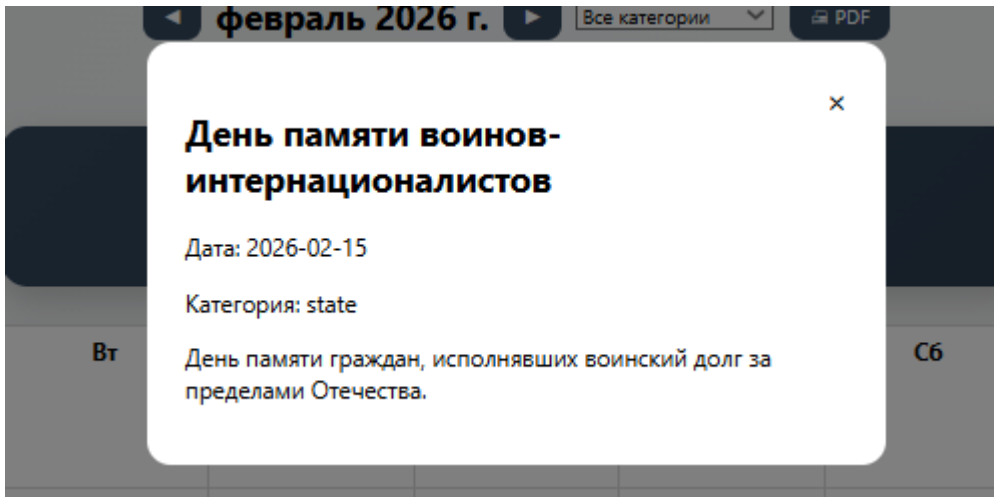 ◄ февраль 2026 г. ► Все категории PDF
×
День памяти воинов-
интернационалистов
Дата: 2026-02-15
Категория: state
День памяти граждан, исполнявших воинский долг за
пределами Отечества.
Вт Сб